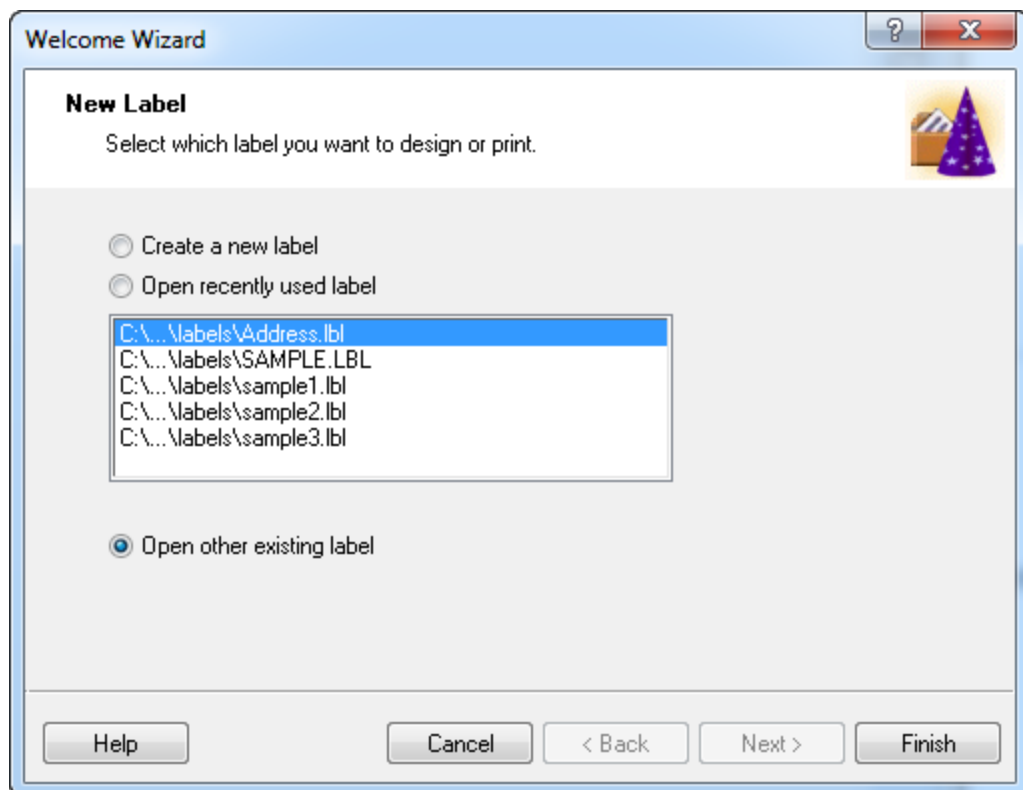 Welcome Wizard
?
X
New Label
Select which label you want to design or print.
Create a new label
Open recently used label
C:\...\labels\Address.lbl
C:\...\labels\SAMPLE.LBL
C:\...\labels\sample1.lbl
C:\...\labels\sample2.lbl
C:\...\labels\sample3.lbl
Open other existing label
Help
Cancel
< Back
Next >
Finish